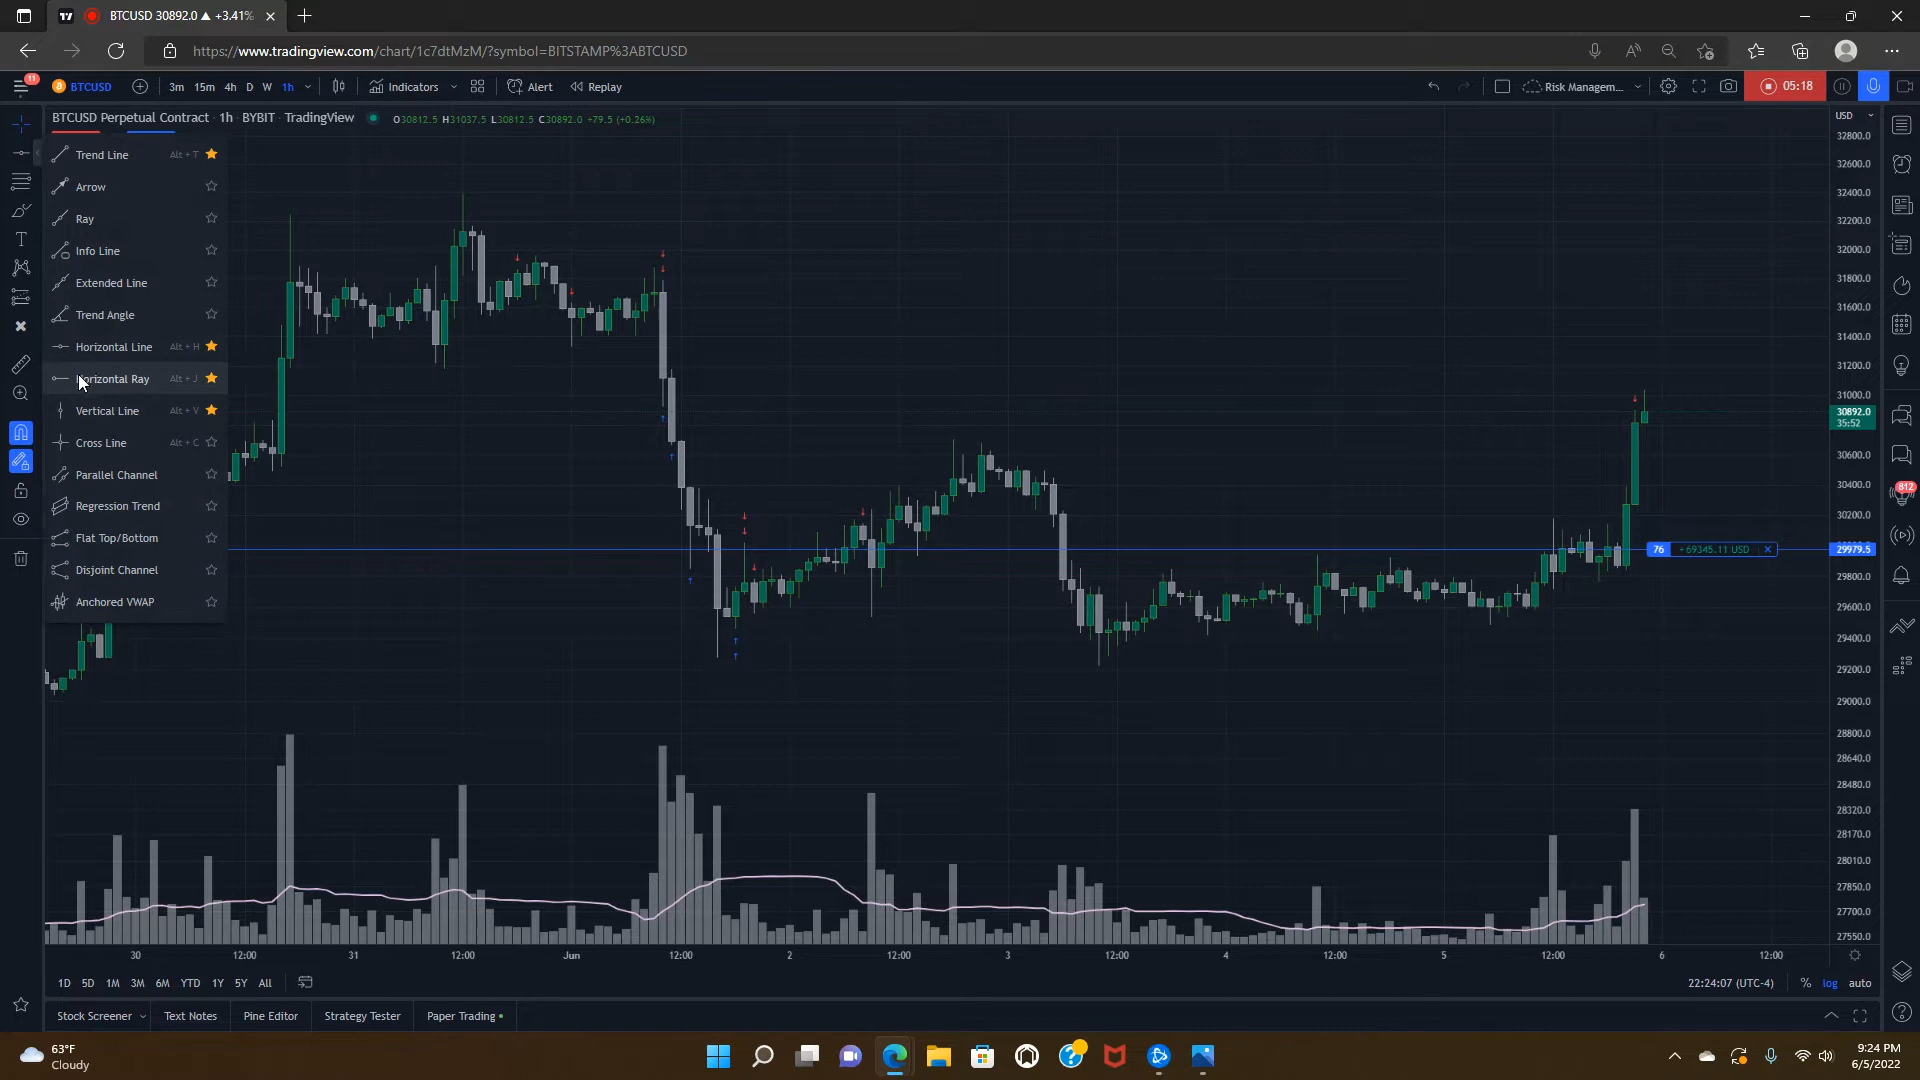 BTCUSD 30892.0 ▲ +3.41%
https://www.tradingview.com/chart/1c7dtMzM/?symbol=BITSTAMP%3ABTCUSD
11
BTCUSD 3m 15m 4h D W 1h Indicators Alert Replay Risk Managem... 05:18
BTCUSD Perpetual Contract · 1h · BYBIT · TradingView O30812.5 H31037.5 L30812.5 C30892.0 +79.5 (+0.26%)
USD
Trend Line Alt + T
Arrow
Ray
Info Line
Extended Line
Trend Angle
Horizontal Line Alt + H
Horizontal Ray Alt + J
Vertical Line Alt + V
Cross Line Alt + C
Parallel Channel
Regression Trend
Flat Top/Bottom
Disjoint Channel
Anchored VWAP
32800.0
32600.0
32400.0
32200.0
32000.0
31800.0
31600.0
31400.0
31200.0
31000.0
30892.0
35:52
30600.0
30400.0
30200.0
76 +69345.11 USD 29979.5
29800.0
29600.0
29400.0
29200.0
29000.0
28800.0
28640.0
28480.0
28320.0
28170.0
28010.0
27850.0
27700.0
27550.0
812
30 12:00 31 12:00 Jun 12:00 2 12:00 3 12:00 4 12:00 5 12:00 6 12:00
1D 5D 1M 3M 6M YTD 1Y 5Y All 22:24:07 (UTC-4) % log auto
Stock Screener Text Notes Pine Editor Strategy Tester Paper Trading
63°F
Cloudy
9:24 PM
6/5/2022